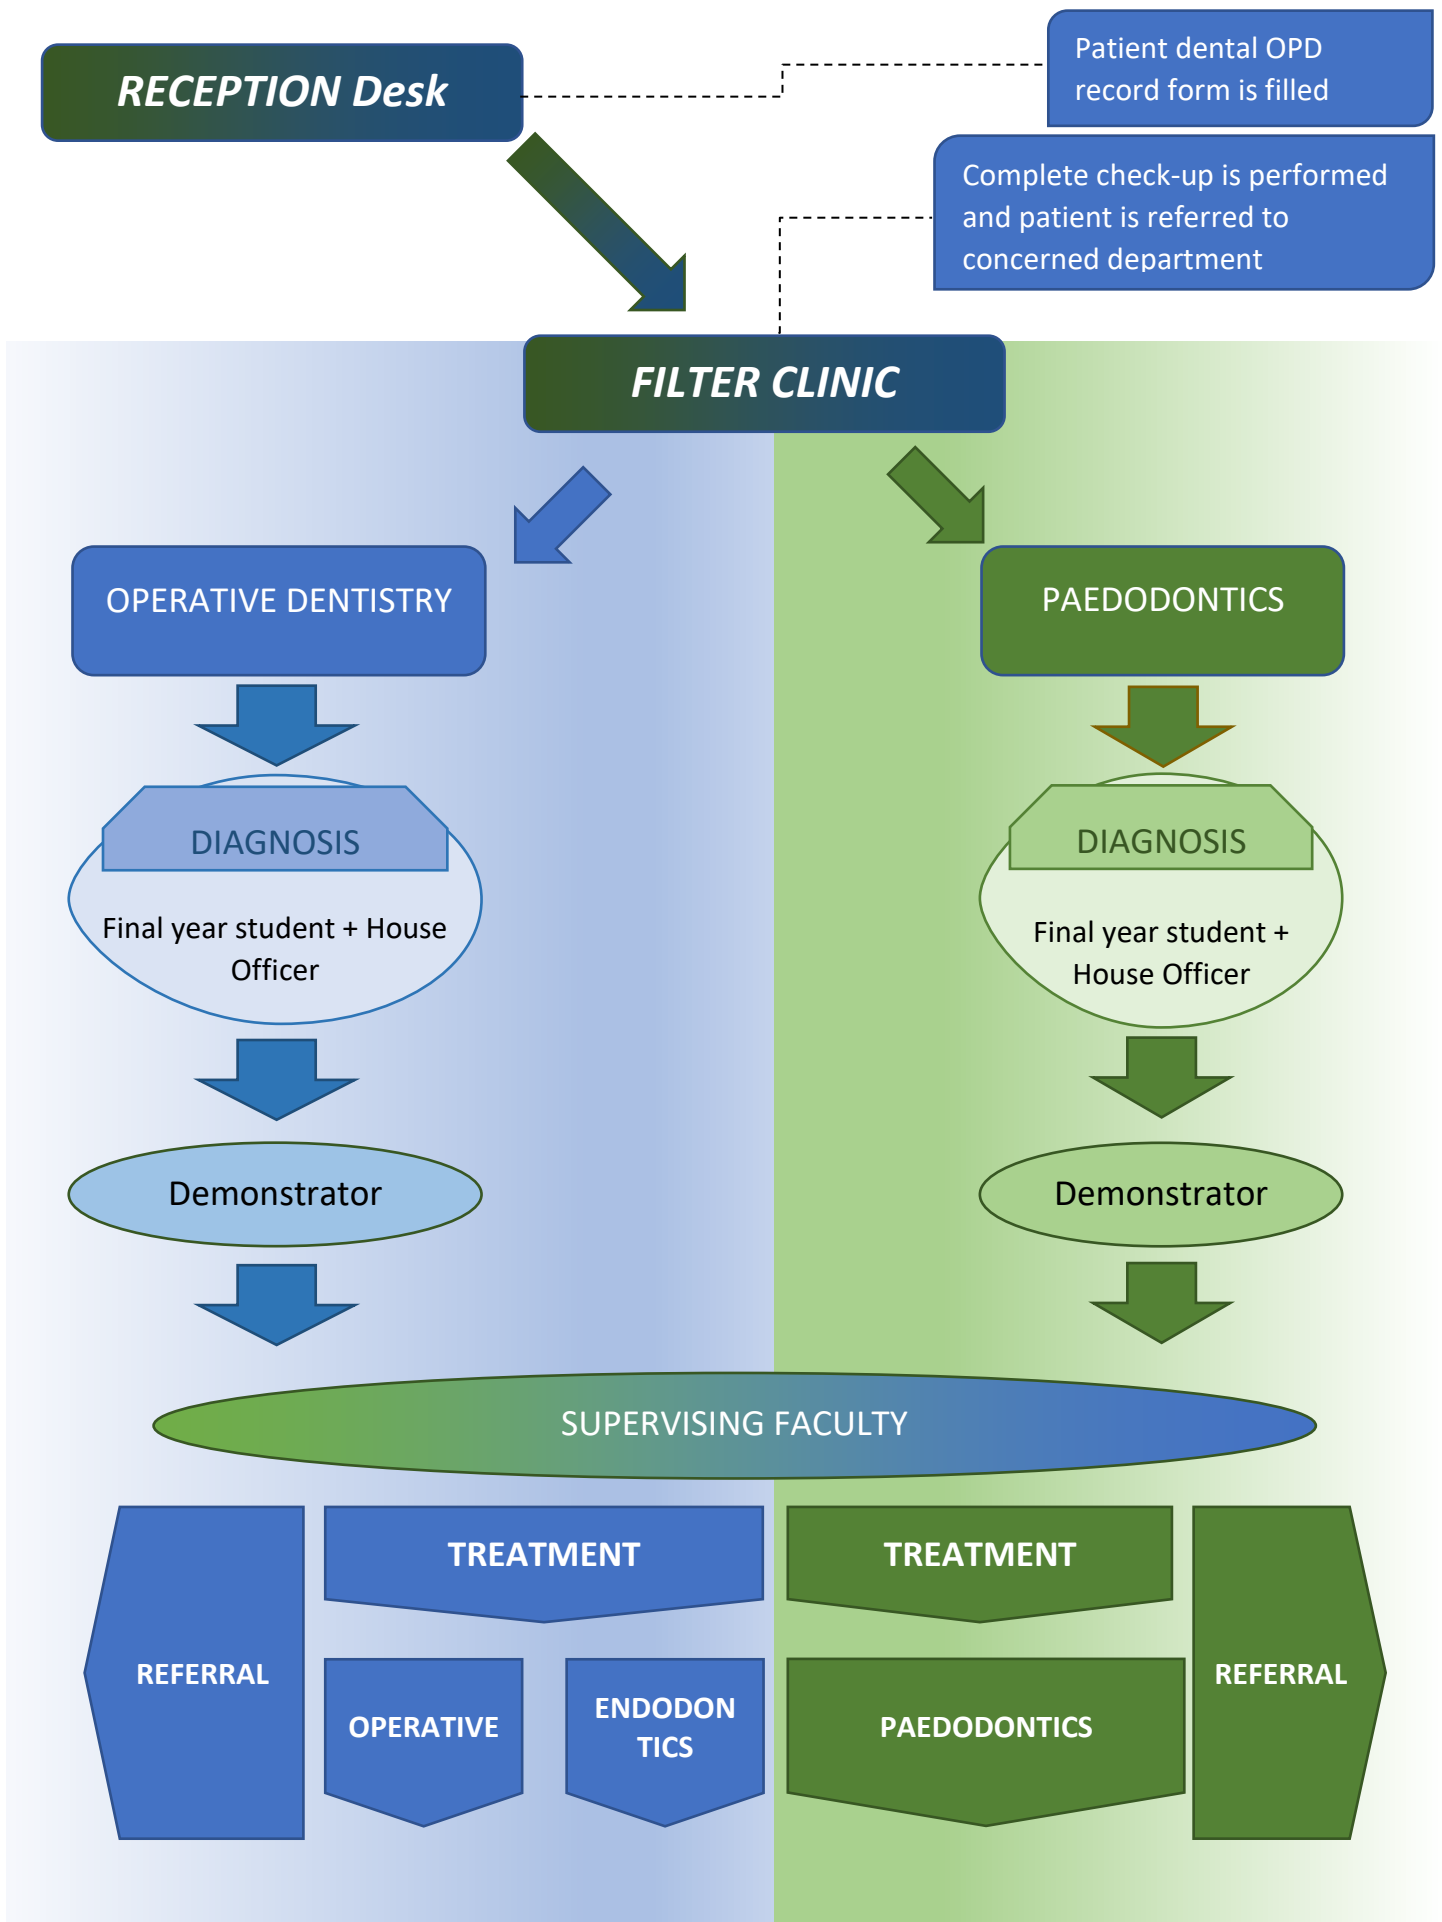 RECEPTION Desk
Patient dental OPD
record form is filled
Complete check-up is performed
and patient is referred to
concerned department
FILTER CLINIC
OPERATIVE DENTISTRY
PAEDODONTICS
DIAGNOSIS
Final year student + House
Officer
DIAGNOSIS
Final year student +
House Officer
Demonstrator
Demonstrator
SUPERVISING FACULTY
TREATMENT
TREATMENT
REFERRAL
OPERATIVE
ENDODON
TICS
PAEDODONTICS
REFERRAL